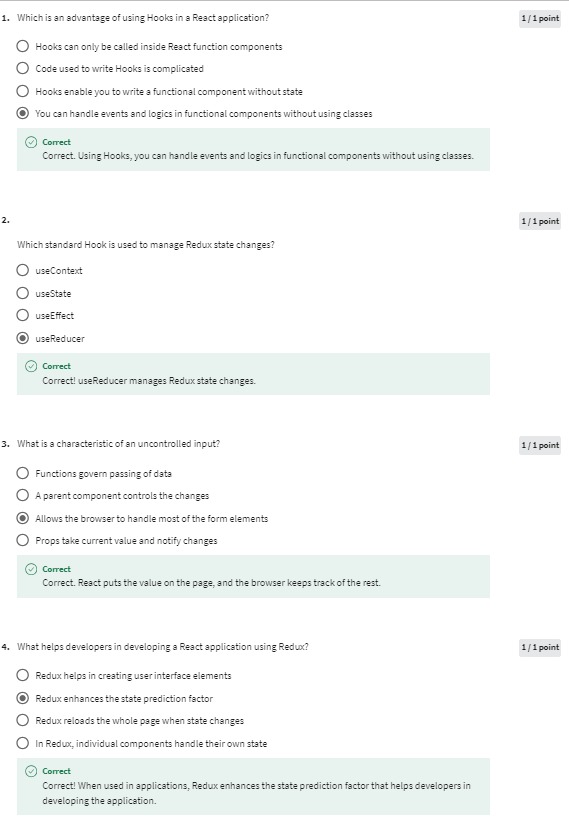 1. Which is an advantage of using Hooks in a React application?
1 / 1 point
Hooks can only be called inside React function components
Code used to write Hooks is complicated
Hooks enable you to write a functional component without state
You can handle events and logics in functional components without using classes
Correct
Correct. Using Hooks, you can handle events and logics in functional components without using classes.
2.
1 / 1 point
Which standard Hook is used to manage Redux state changes?
useContext
useState
useEffect
useReducer
Correct
Correct! useReducer manages Redux state changes.
3. What is a characteristic of an uncontrolled input?
1 / 1 point
Functions govern passing of data
A parent component controls the changes
Allows the browser to handle most of the form elements
Props take current value and notify changes
Correct
Correct. React puts the value on the page, and the browser keeps track of the rest.
4. What helps developers in developing a React application using Redux?
1 / 1 point
Redux helps in creating user interface elements
Redux enhances the state prediction factor
Redux reloads the whole page when state changes
In Redux, individual components handle their own state
Correct
Correct! When used in applications, Redux enhances the state prediction factor that helps developers in
developing the application.